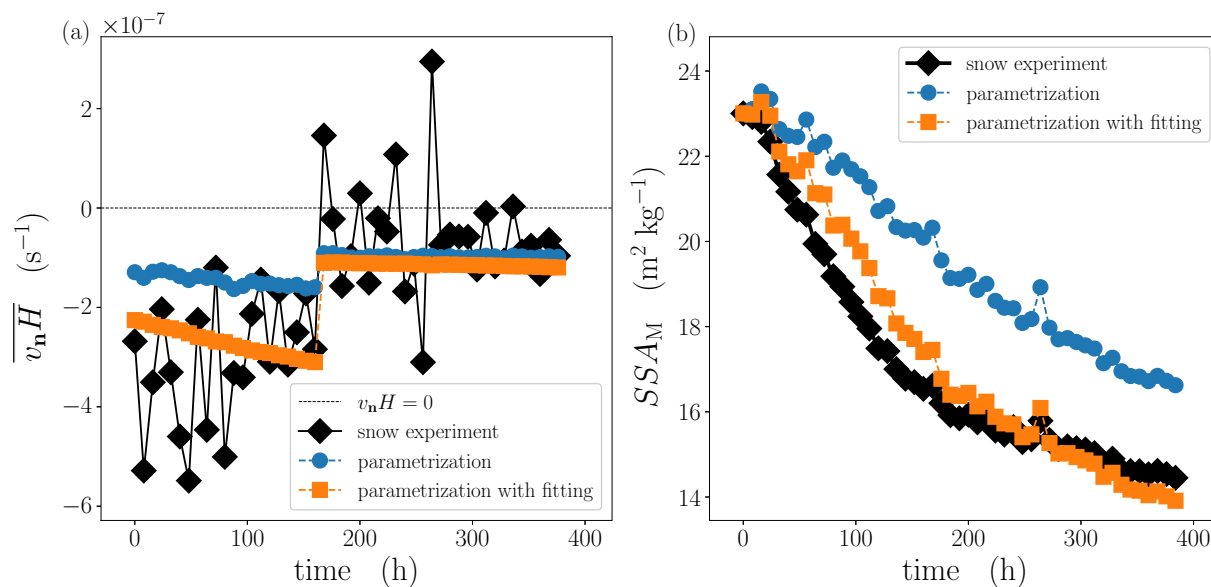 (a)
×10⁻⁷
2
0
−2
−4
−6
v_n H (s⁻¹)
0
100
200
300
400
time (h)
v_n H = 0
snow experiment
parametrization
parametrization with fitting
(b)
24
22
20
18
16
14
SSA_M (m² kg⁻¹)
0
100
200
300
400
time (h)
snow experiment
parametrization
parametrization with fitting